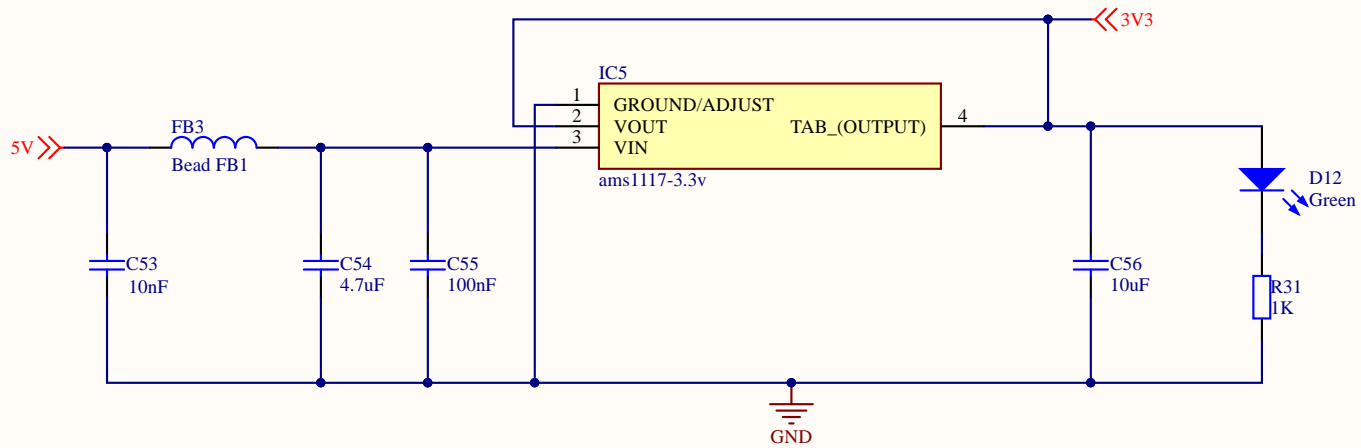 3V3
IC5
1 GROUND/ADJUST
2 VOUT TAB_(OUTPUT) 4
3 VIN
ams1117-3.3v
5V
FB3
Bead FB1
D12
Green
C53
10nF
C54
4.7uF
C55
100nF
C56
10uF
R31
1K
GND